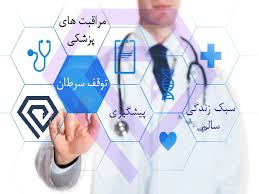 مراقبت های
پزشکی
توقف سرطان
پیشگیری
سبک زندگی
سالم